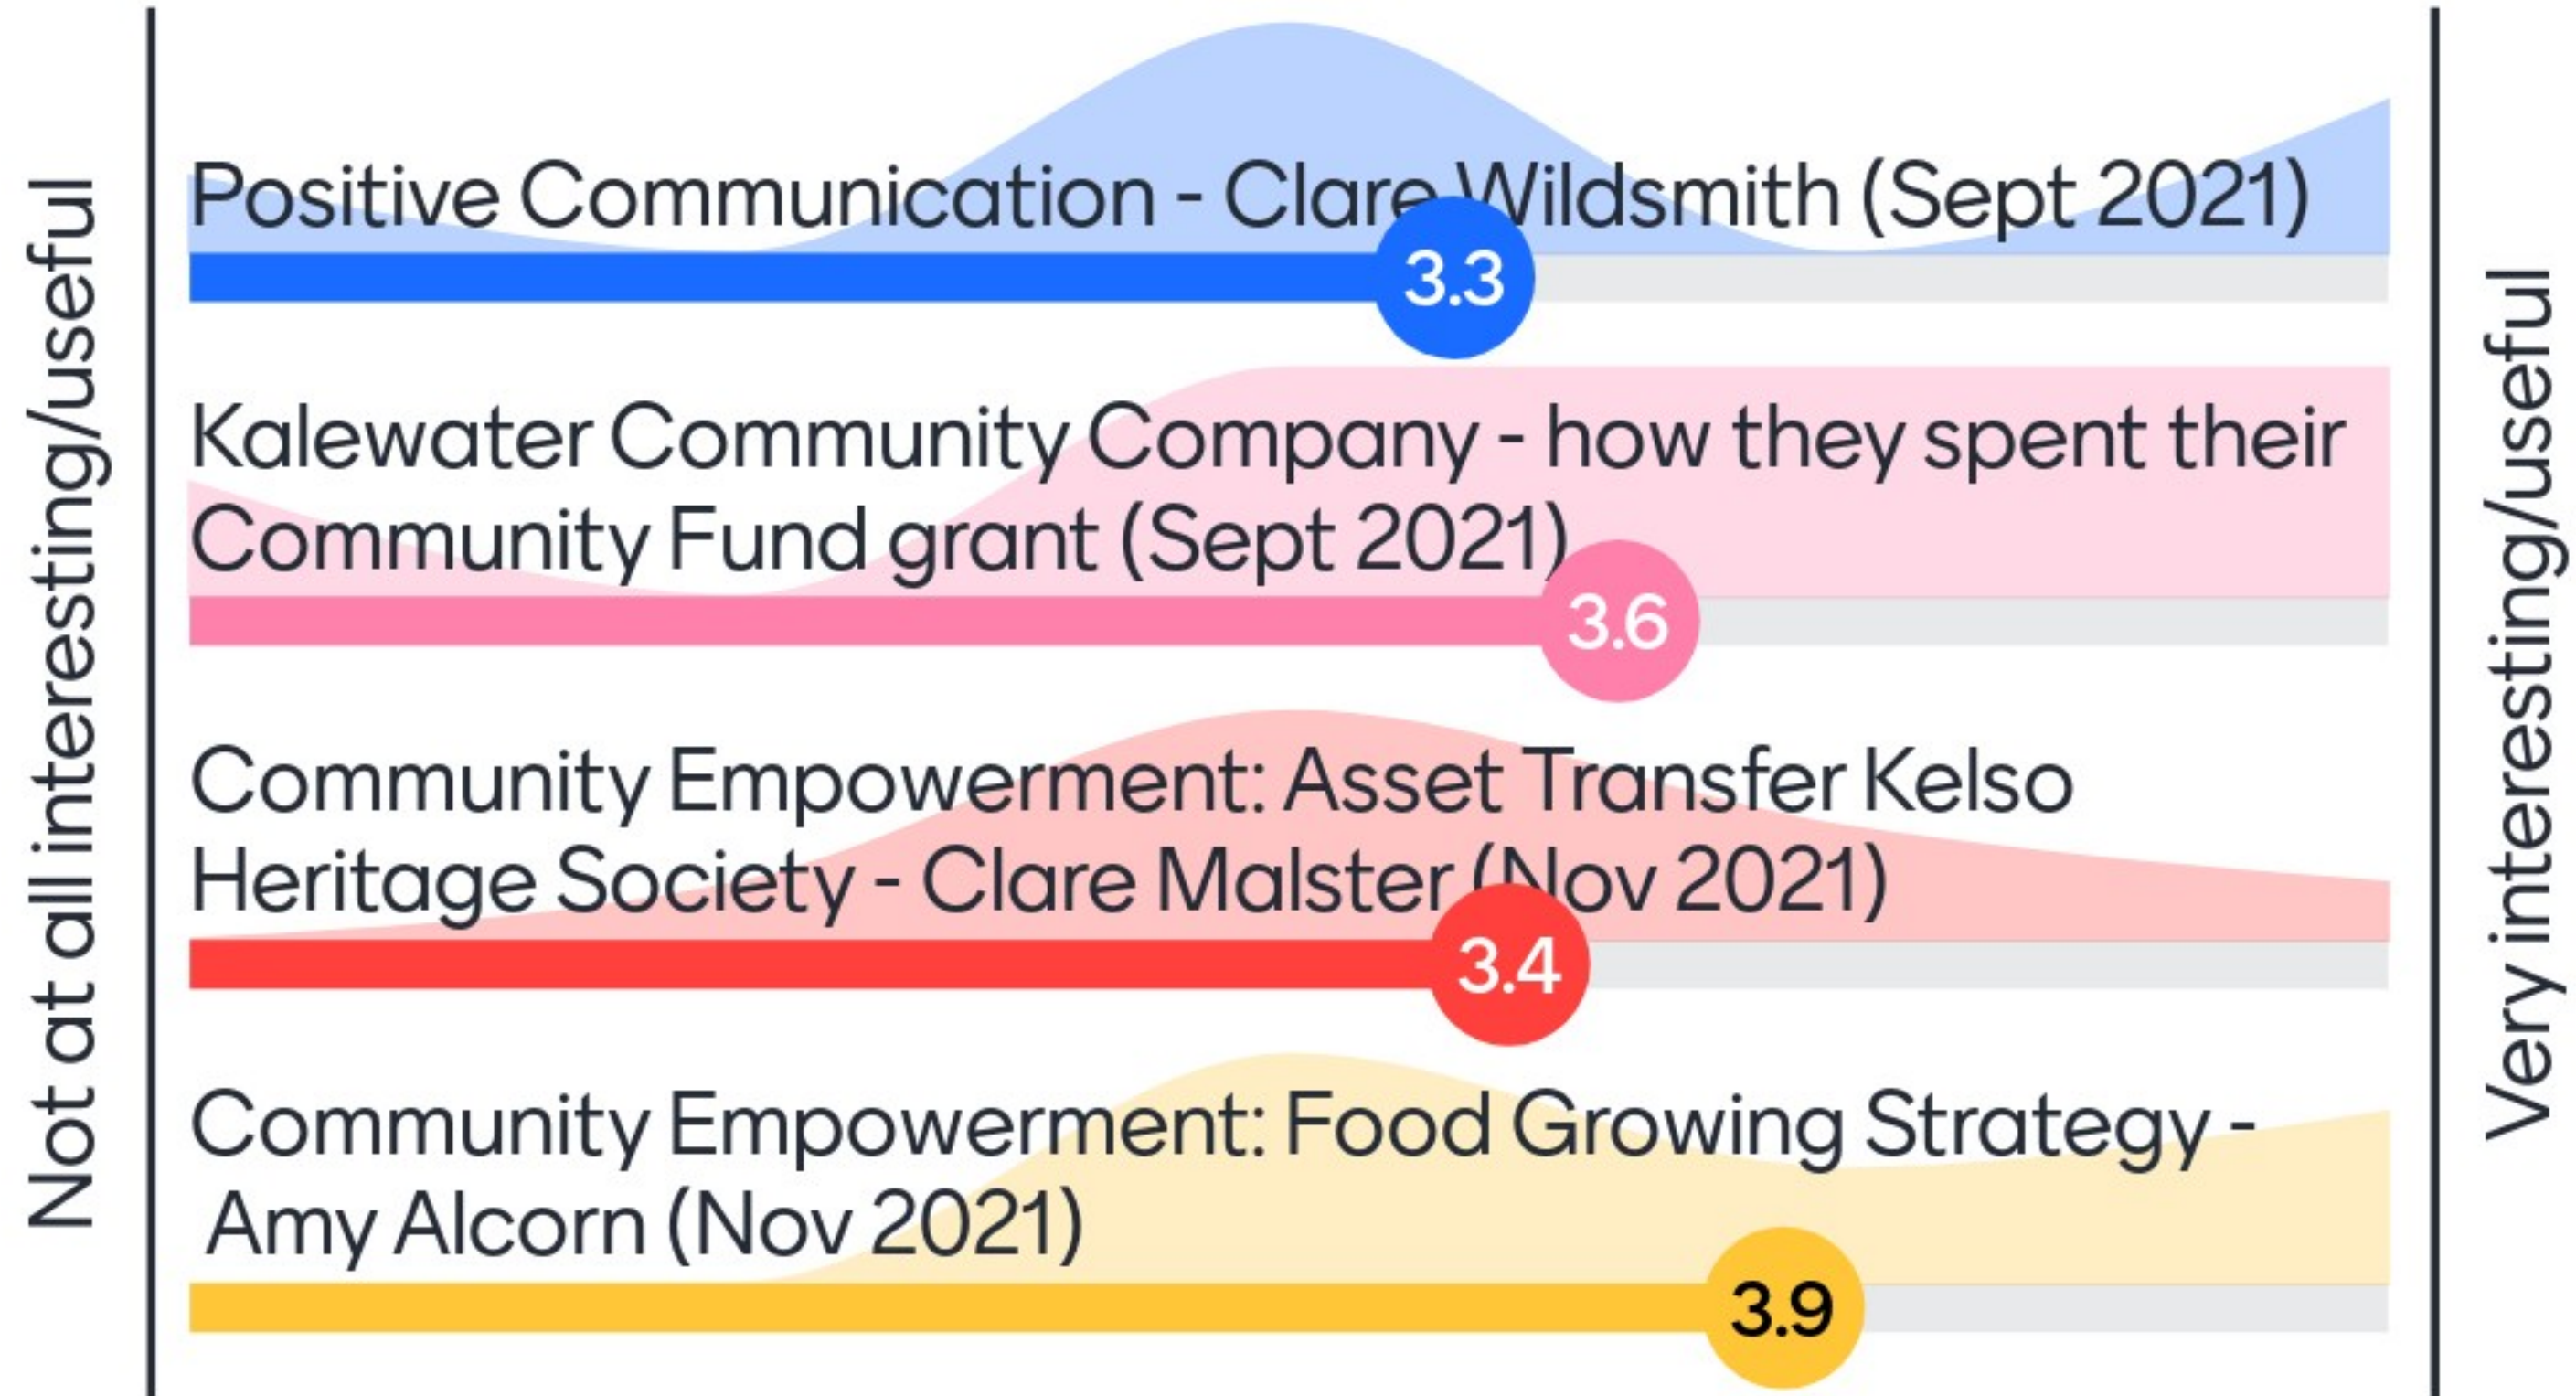 Not at all interesting/useful
Positive Communication - Clare Wildsmith (Sept 2021)
3.3
Kalewater Community Company - how they spent their
Community Fund grant (Sept 2021)
3.6
Community Empowerment: Asset Transfer Kelso
Heritage Society - Clare Malster (Nov 2021)
3.4
Community Empowerment: Food Growing Strategy -
Amy Alcorn (Nov 2021)
3.9
Very interesting/useful